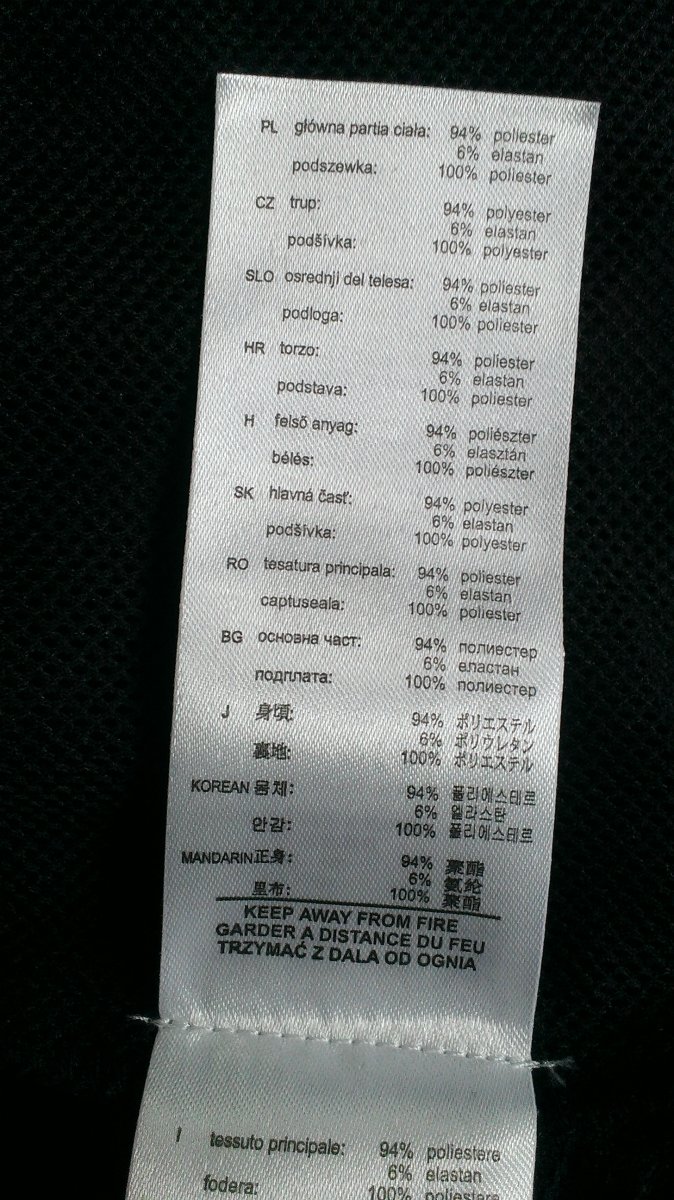 PL główna partia ciała: 94% poliester
6% elastan
podszewka: 100% poliester
CZ trup: 94% polyester
6% elastan
podšívka: 100% polyester
SLO osrednji del telesa: 94% poliester
6% elastan
podloga: 100% poliester
HR torzo: 94% poliester
6% elastan
podstava: 100% poliester
H felső anyag: 94% poliészter
6% elasztán
bélés: 100% poliészter
SK hlavná časť: 94% polyester
6% elastan
podšívka: 100% polyester
RO tesatura principala: 94% poliester
6% elastan
captuseala: 100% poliester
BG основна част: 94% полиестер
6% еластан
подплата: 100% полиестер
J 身頃: 94% ポリエステル
6% ポリウレタン
裏地: 100% ポリエステル
KOREAN 몸체: 94% 폴리에스테르
6% 엘라스탄
안감: 100% 폴리에스테르
MANDARIN 正身: 94% 聚酯
6% 氨纶
里布: 100% 聚酯
KEEP AWAY FROM FIRE
GARDER A DISTANCE DU FEU
TRZYMAĆ Z DALA OD OGNIA
I tessuto principale: 94% poliestere
6% elastan
fodera: 100% poliestere